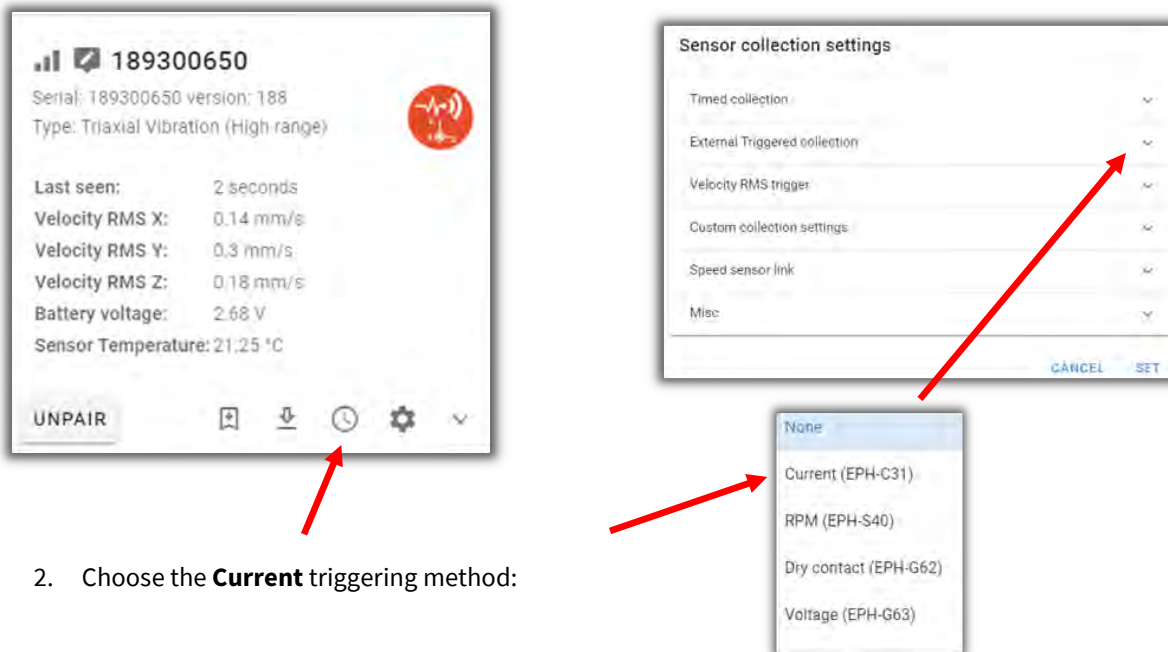 189300650
Serial: 189300650 version: 188
Type: Triaxial Vibration (High range)
Last seen: 2 seconds
Velocity RMS X: 0.14 mm/s
Velocity RMS Y: 0.3 mm/s
Velocity RMS Z: 0.18 mm/s
Battery voltage: 2.68 V
Sensor Temperature: 21.25 °C
UNPAIR
Sensor collection settings
Timed collection
External Triggered collection
Velocity RMS trigger
Custom collection settings
Speed sensor link
Misc
CANCEL SET
2. Choose the Current triggering method:
None
Current (EPH-C31)
RPM (EPH-S40)
Dry contact (EPH-G62)
Voltage (EPH-G63)